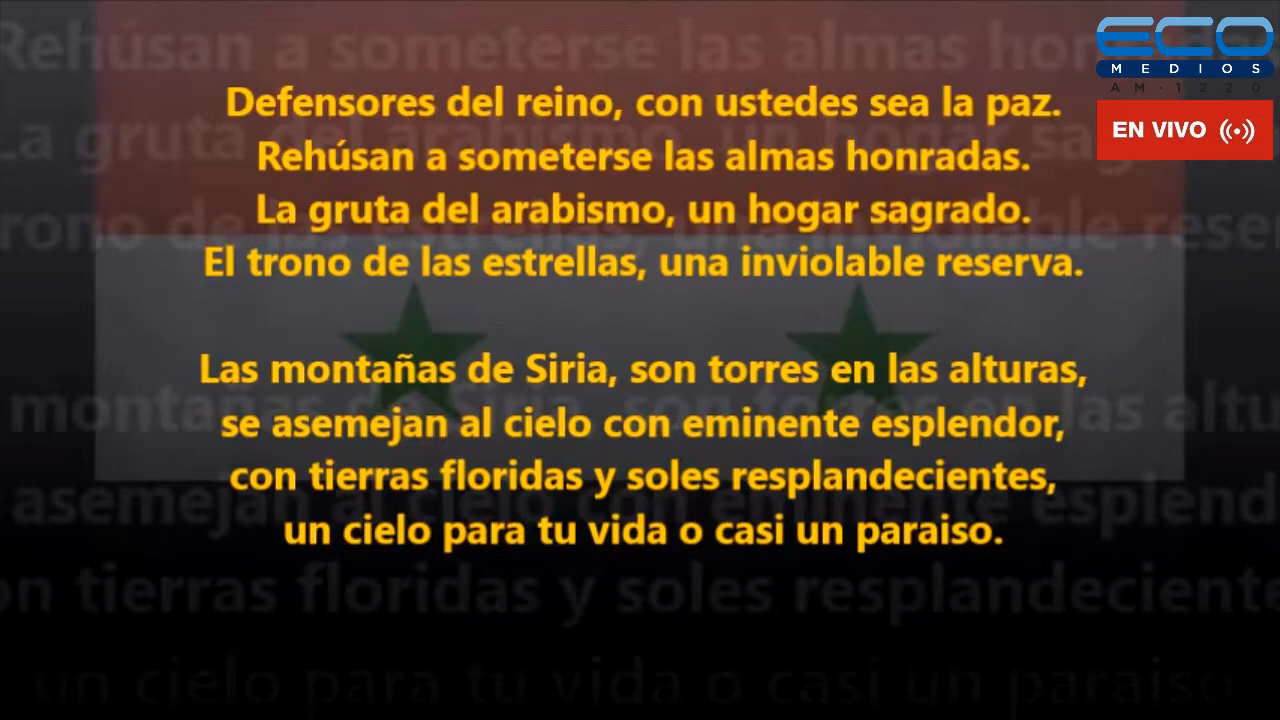 ECO
MEDIOS
AM·1220
EN VIVO
Defensores del reino, con ustedes sea la paz.
Rehúsan a someterse las almas honradas.
La gruta del arabismo, un hogar sagrado.
El trono de las estrellas, una inviolable reserva.
Las montañas de Siria, son torres en las alturas,
se asemejan al cielo con eminente esplendor,
con tierras floridas y soles resplandecientes,
un cielo para tu vida o casi un paraiso.